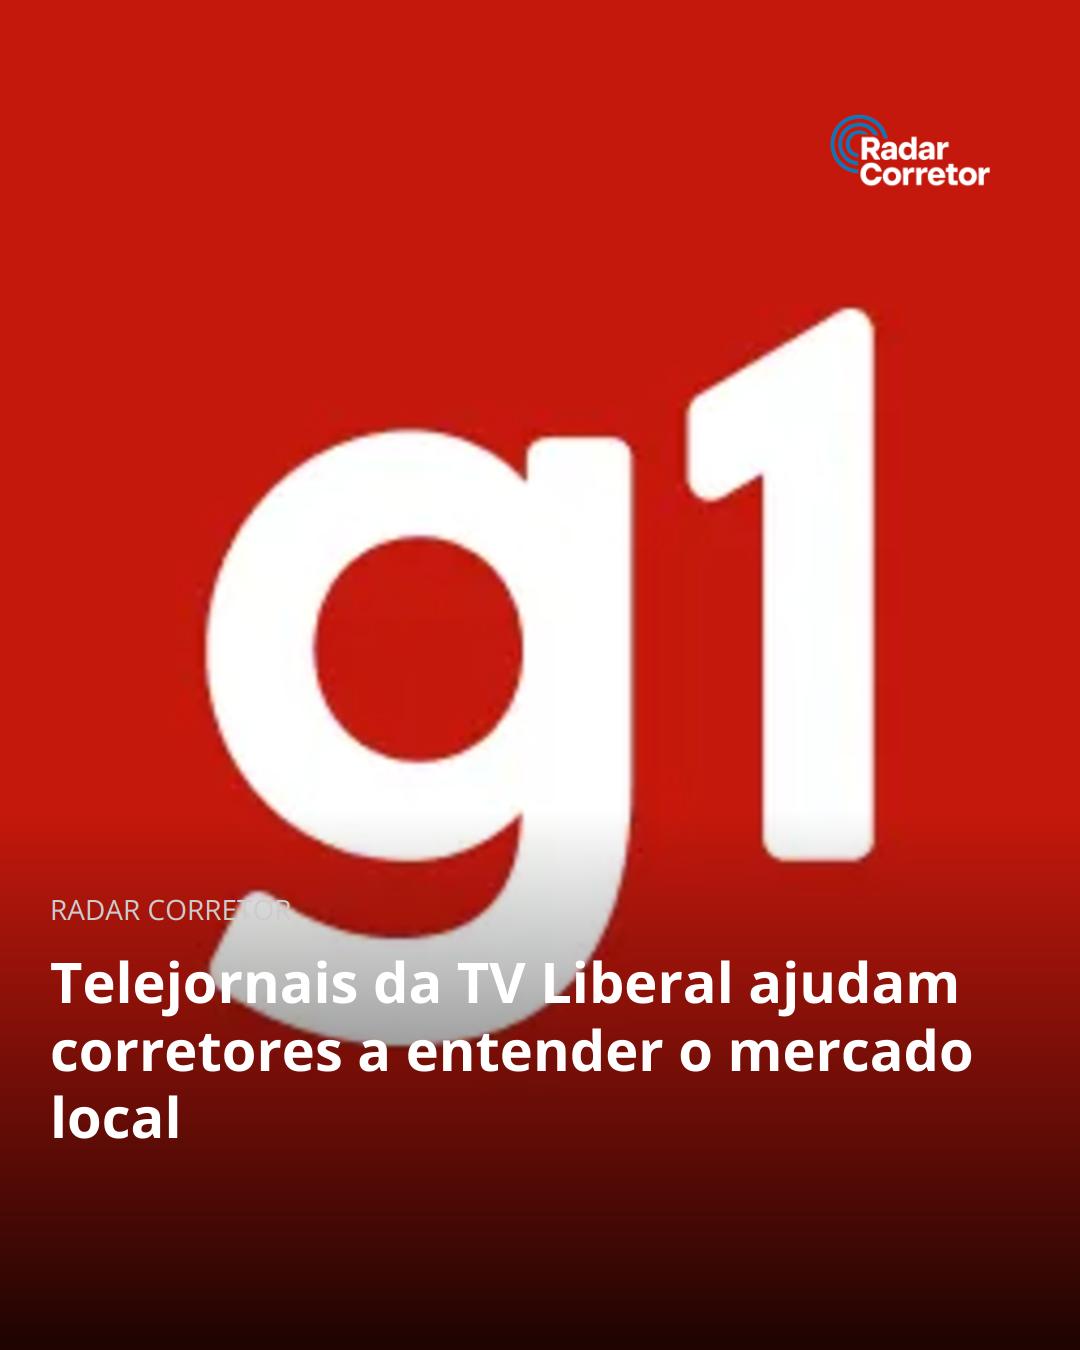 Radar
Corretor
g1
RADAR CORRETOR
Telejornais da TV Liberal ajudam
corretores a entender o mercado
local